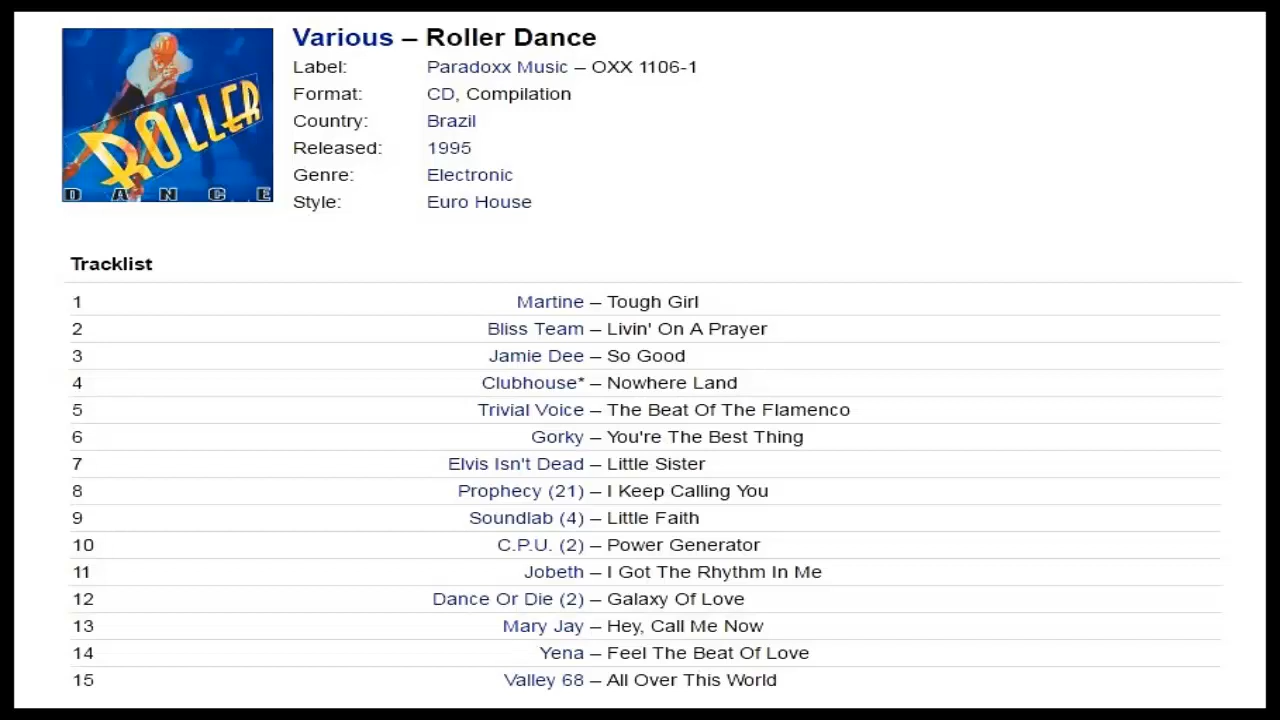 ROLLER
DANCE
Various – Roller Dance
Label: Paradoxx Music – OXX 1106-1
Format: CD, Compilation
Country: Brazil
Released: 1995
Genre: Electronic
Style: Euro House
Tracklist
1 Martine – Tough Girl
2 Bliss Team – Livin' On A Prayer
3 Jamie Dee – So Good
4 Clubhouse* – Nowhere Land
5 Trivial Voice – The Beat Of The Flamenco
6 Gorky – You're The Best Thing
7 Elvis Isn't Dead – Little Sister
8 Prophecy (21) – I Keep Calling You
9 Soundlab (4) – Little Faith
10 C.P.U. (2) – Power Generator
11 Jobeth – I Got The Rhythm In Me
12 Dance Or Die (2) – Galaxy Of Love
13 Mary Jay – Hey, Call Me Now
14 Yena – Feel The Beat Of Love
15 Valley 68 – All Over This World